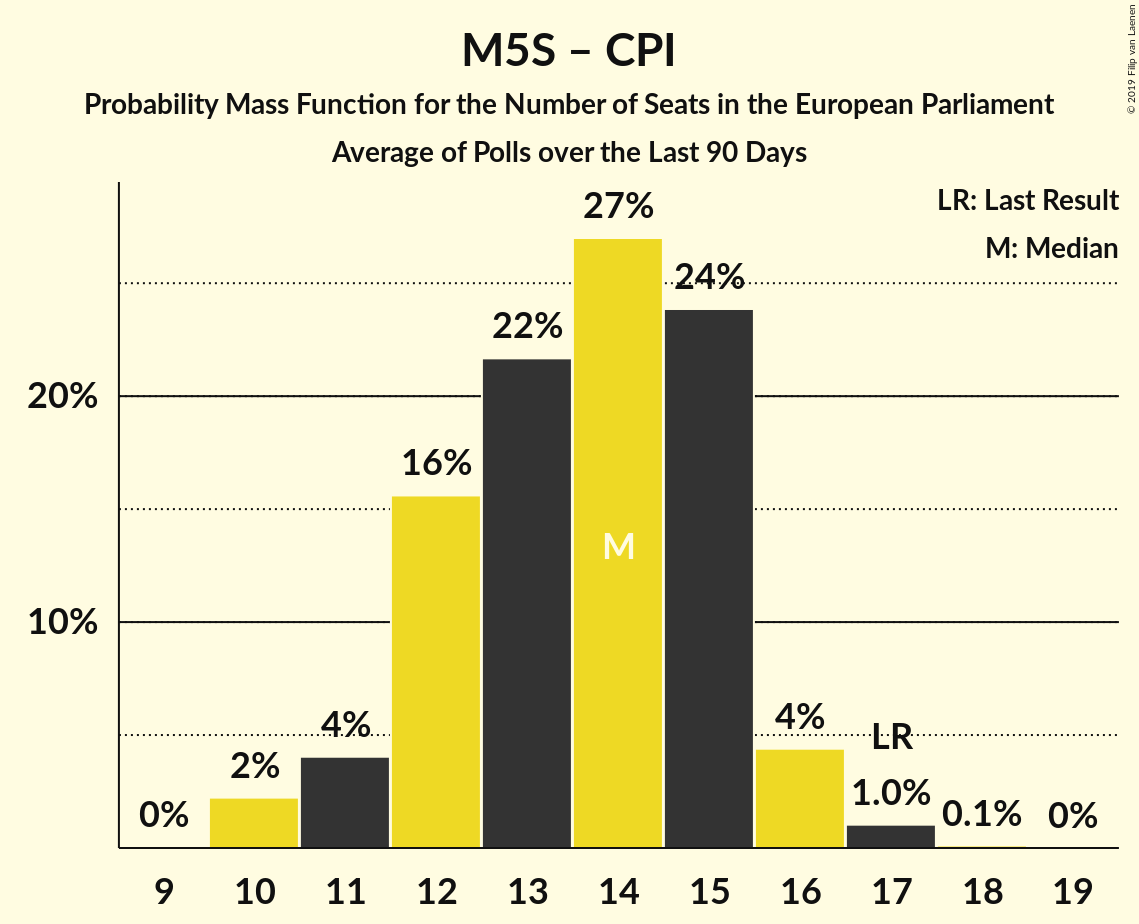 M5S – CPI
Probability Mass Function for the Number of Seats in the European Parliament
Average of Polls over the Last 90 Days
© 2019 Filip van Laenen
LR: Last Result
M: Median
27%
24%
22%
20%
16%
M
10%
4%
4%
LR
2%
1.0%
0%
0.1%
0%
9 10 11 12 13 14 15 16 17 18 19